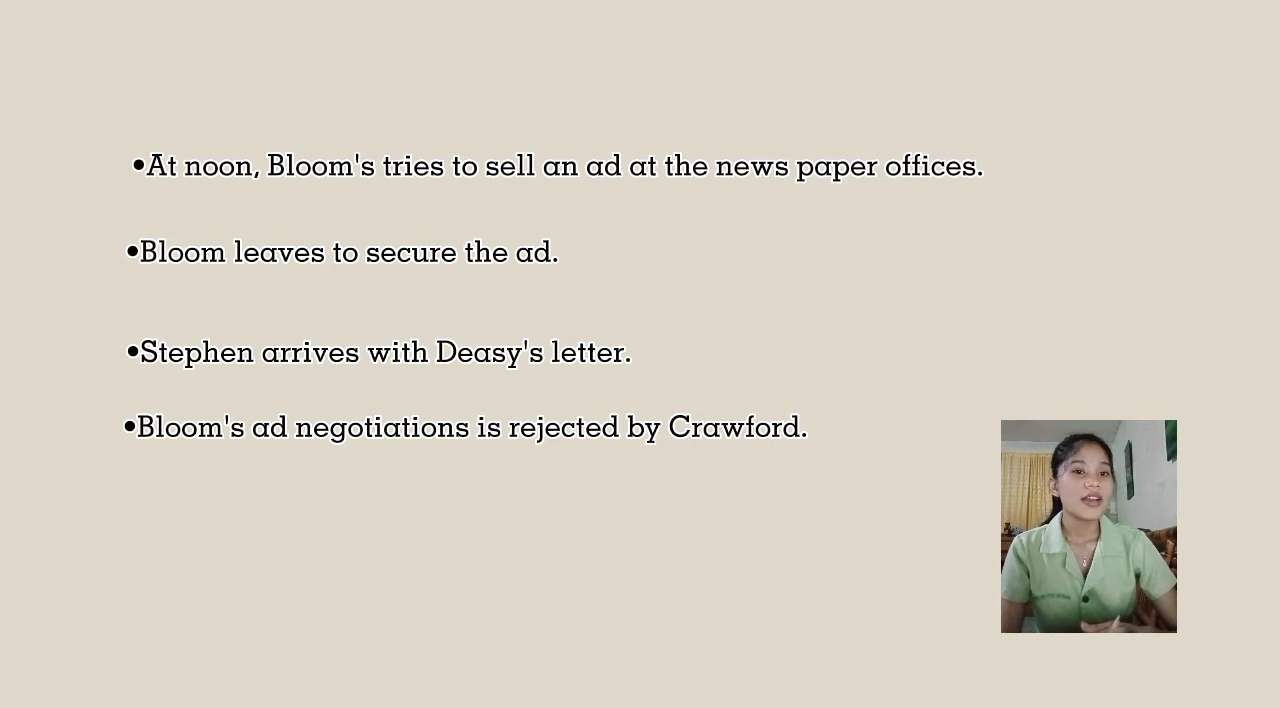 •At noon, Bloom's tries to sell an ad at the news paper offices.
•Bloom leaves to secure the ad.
•Stephen arrives with Deasy's letter.
•Bloom's ad negotiations is rejected by Crawford.